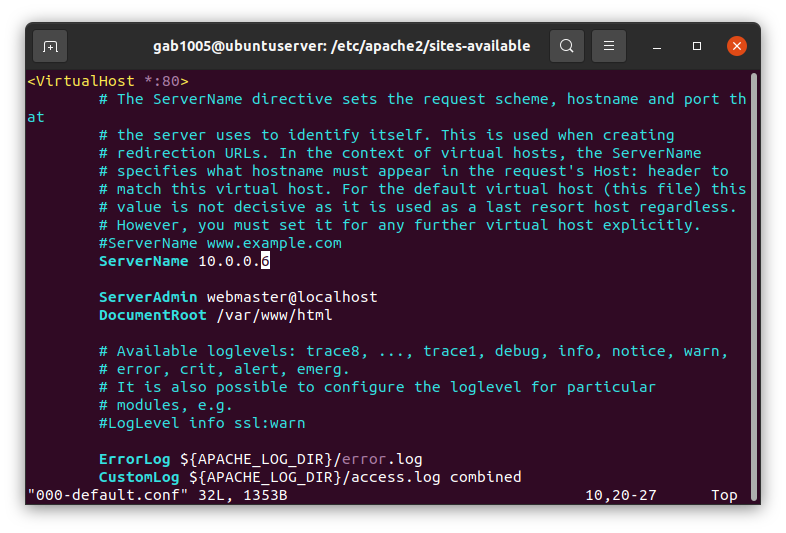 gab1005@ubuntuserver: /etc/apache2/sites-available
<VirtualHost *:80>
# The ServerName directive sets the request scheme, hostname and port th
at
# the server uses to identify itself. This is used when creating
# redirection URLs. In the context of virtual hosts, the ServerName
# specifies what hostname must appear in the request's Host: header to
# match this virtual host. For the default virtual host (this file) this
# value is not decisive as it is used as a last resort host regardless.
# However, you must set it for any further virtual host explicitly.
#ServerName www.example.com
ServerName 10.0.0.6
ServerAdmin webmaster@localhost
DocumentRoot /var/www/html
# Available loglevels: trace8, ..., trace1, debug, info, notice, warn,
# error, crit, alert, emerg.
# It is also possible to configure the loglevel for particular
# modules, e.g.
#LogLevel info ssl:warn
ErrorLog ${APACHE_LOG_DIR}/error.log
CustomLog ${APACHE_LOG_DIR}/access.log combined
"000-default.conf" 32L, 1353B 10,20-27 Top